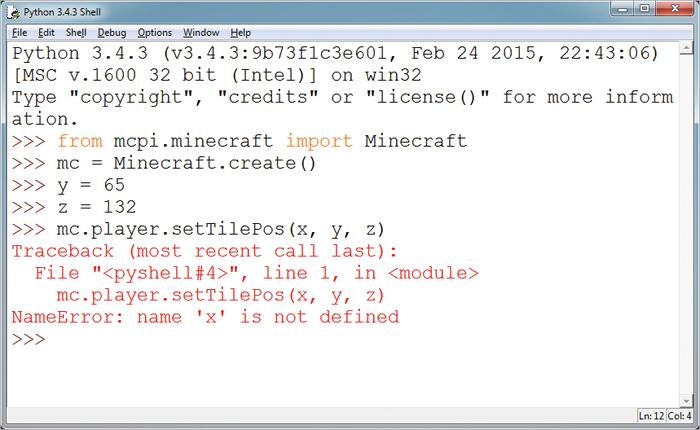 Python 3.4.3 Shell
File Edit Shell Debug Options Window Help
Python 3.4.3 (v3.4.3:9b73f1c3e601, Feb 24 2015, 22:43:06)
[MSC v.1600 32 bit (Intel)] on win32
Type "copyright", "credits" or "license()" for more inform
ation.
>>> from mcpi.minecraft import Minecraft
>>> mc = Minecraft.create()
>>> y = 65
>>> z = 132
>>> mc.player.setTilePos(x, y, z)
Traceback (most recent call last):
  File "<pyshell#4>", line 1, in <module>
    mc.player.setTilePos(x, y, z)
NameError: name 'x' is not defined
>>>
Ln: 12 Col: 4